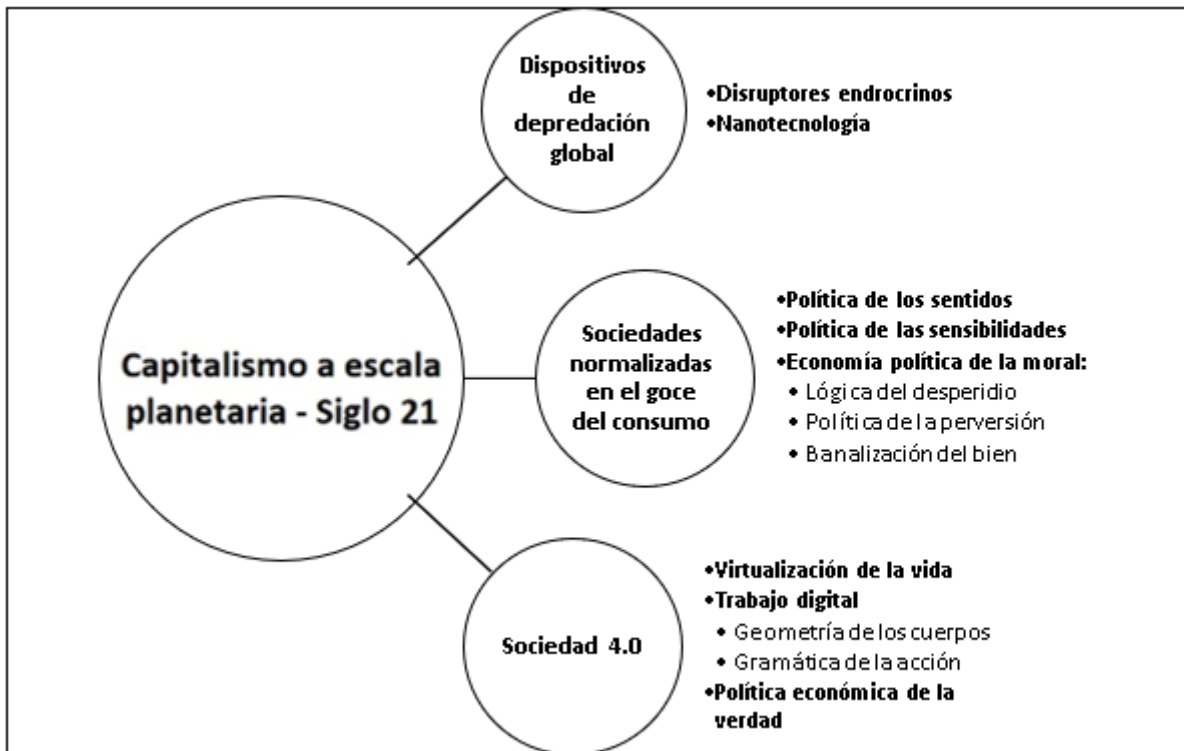 Dispositivos
de
depredación
global
•Disruptores endrocrinos
•Nanotecnología
Capitalismo a escala
planetaria - Siglo 21
Sociedades
normalizadas
en el goce
del consumo
•Política de los sentidos
•Política de las sensibilidades
•Economía política de la moral:
• Lógica del desperidio
• Política de la perversión
• Banalización del bien
Sociedad 4.0
•Virtualización de la vida
•Trabajo digital
• Geometría de los cuerpos
• Gramática de la acción
•Política económica de la
verdad